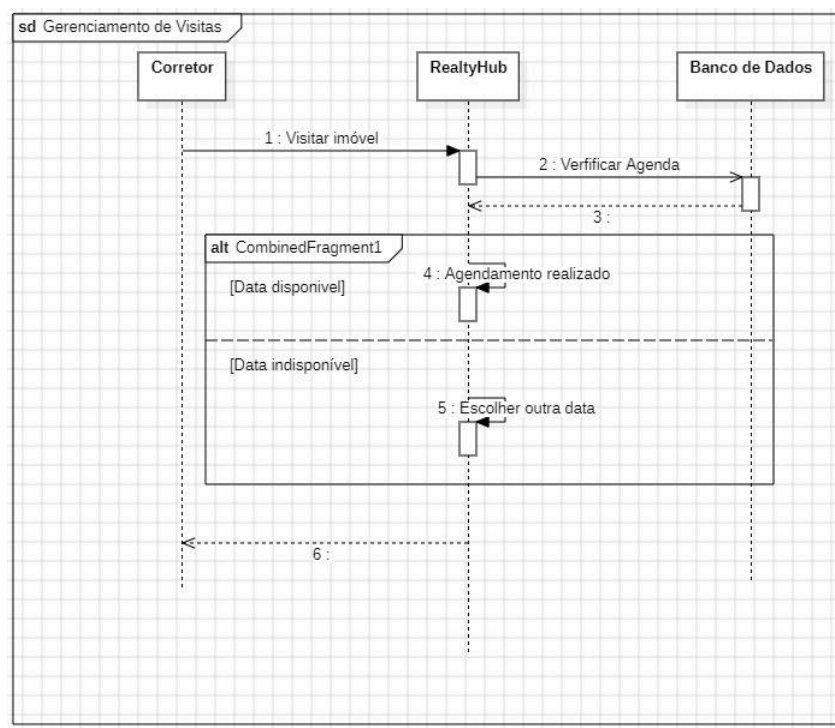 sd Gerenciamento de Visitas
Corretor
RealtyHub
Banco de Dados
1 : Visitar imóvel
2 : Verfificar Agenda
3 :
alt CombinedFragment1
4 : Agendamento realizado
[Data disponivel]
[Data indisponível]
5 : Escolher outra data
6 :